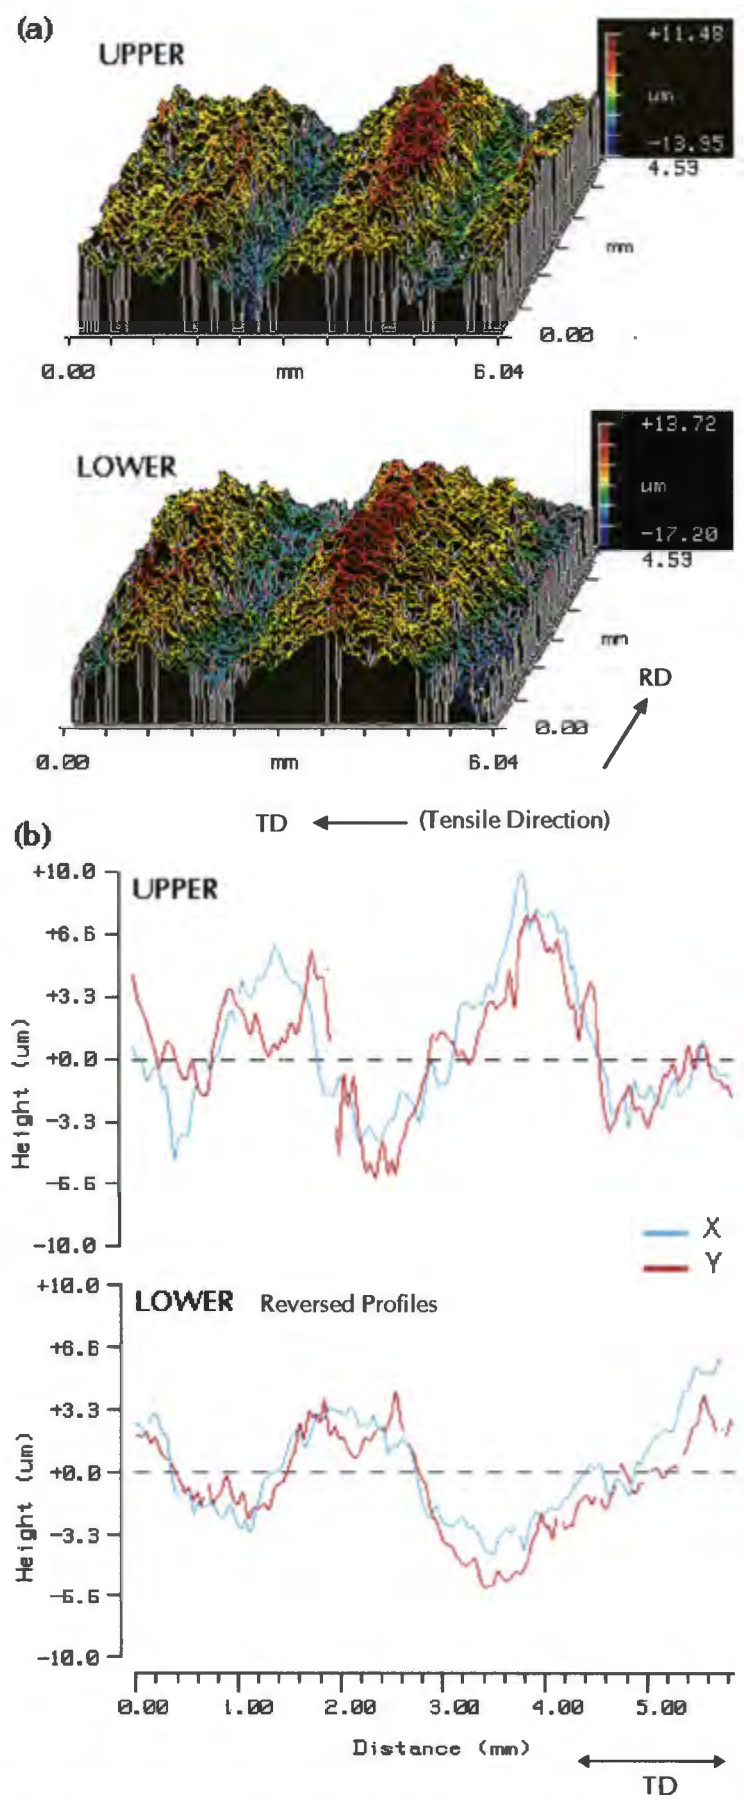 (a)
UPPER
+11.48
µm
-13.95
4.53
mm
0.00
0.00 mm 6.04
LOWER
+13.72
µm
-17.20
4.53
mm
RD
0.00
0.00 mm 6.04
TD (Tensile Direction)
(b)
UPPER
+10.0
+6.6
+3.3
+0.0
-3.3
-6.6
-10.0
Height (um)
X
Y
LOWER Reversed Profiles
+10.0
+6.6
+3.3
+0.0
-3.3
-6.6
-10.0
Height (um)
0.00 1.00 2.00 3.00 4.00 5.00
Distance (mm)
TD